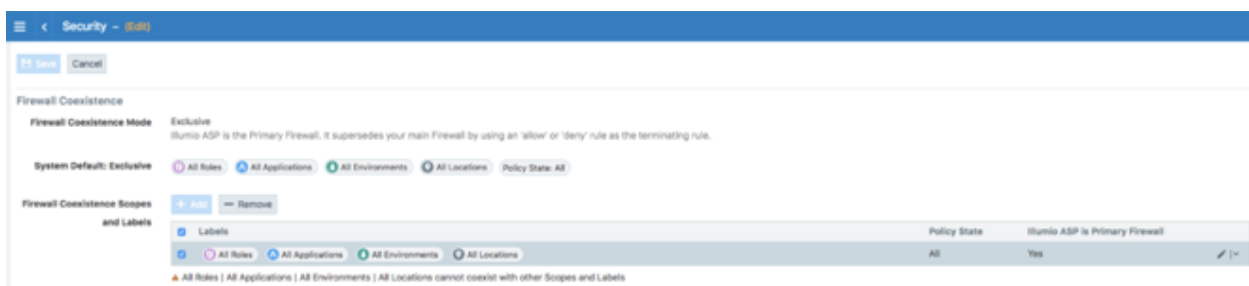 Security – (Edit)
Save Cancel
Firewall Coexistence
Firewall Coexistence Mode Exclusive
Illumio ASP is the Primary Firewall. It supersedes your main Firewall by using an 'allow' or 'deny' rule as the terminating rule.
System Default: Exclusive All Roles All Applications All Environments All Locations Policy State: All
Firewall Coexistence Scopes and Labels + Add — Remove
Labels Policy State Illumio ASP is Primary Firewall
All Roles All Applications All Environments All Locations All Yes
All Roles | All Applications | All Environments | All Locations cannot coexist with other Scopes and Labels